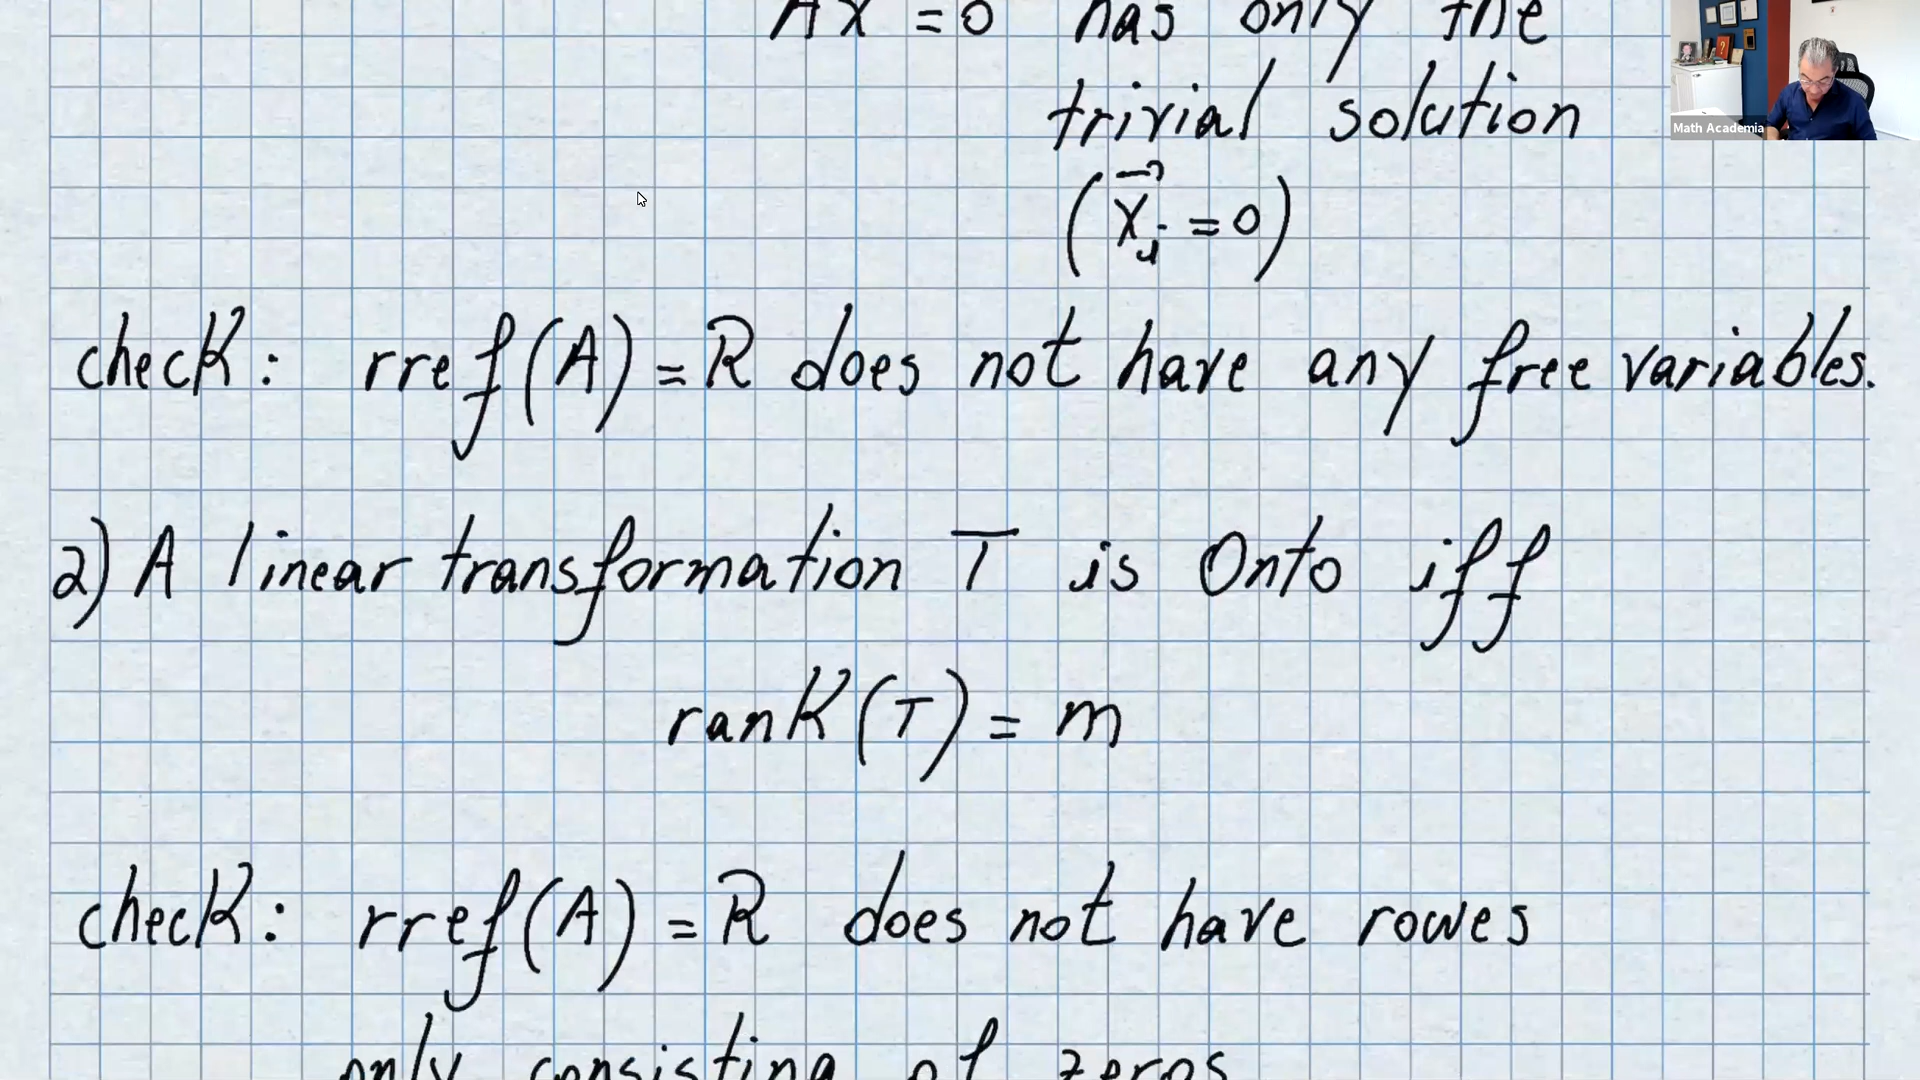 AX = 0 has only the
trivial solution
Math Academia
(X⃗j = 0)
check: rref(A) = R does not have any free variables.
2) A linear transformation T is Onto iff
rank(T) = m
check: rref(A) = R does not have rowes
only consisting of zeros